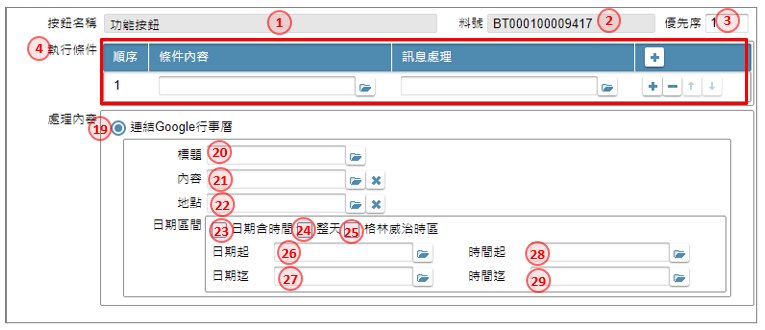 按鈕名稱 功能按鈕 1 料號 BT000100009417 2 優先序 1 3
4 執行條件 順序 條件內容 訊息處理
1
處理內容
19 連結Google行事曆
標題 20
內容 21
地點 22
日期區間 23 日期含時間 24 整天 25 格林威治時區
日期起 26 時間起 28
日期迄 27 時間迄 29